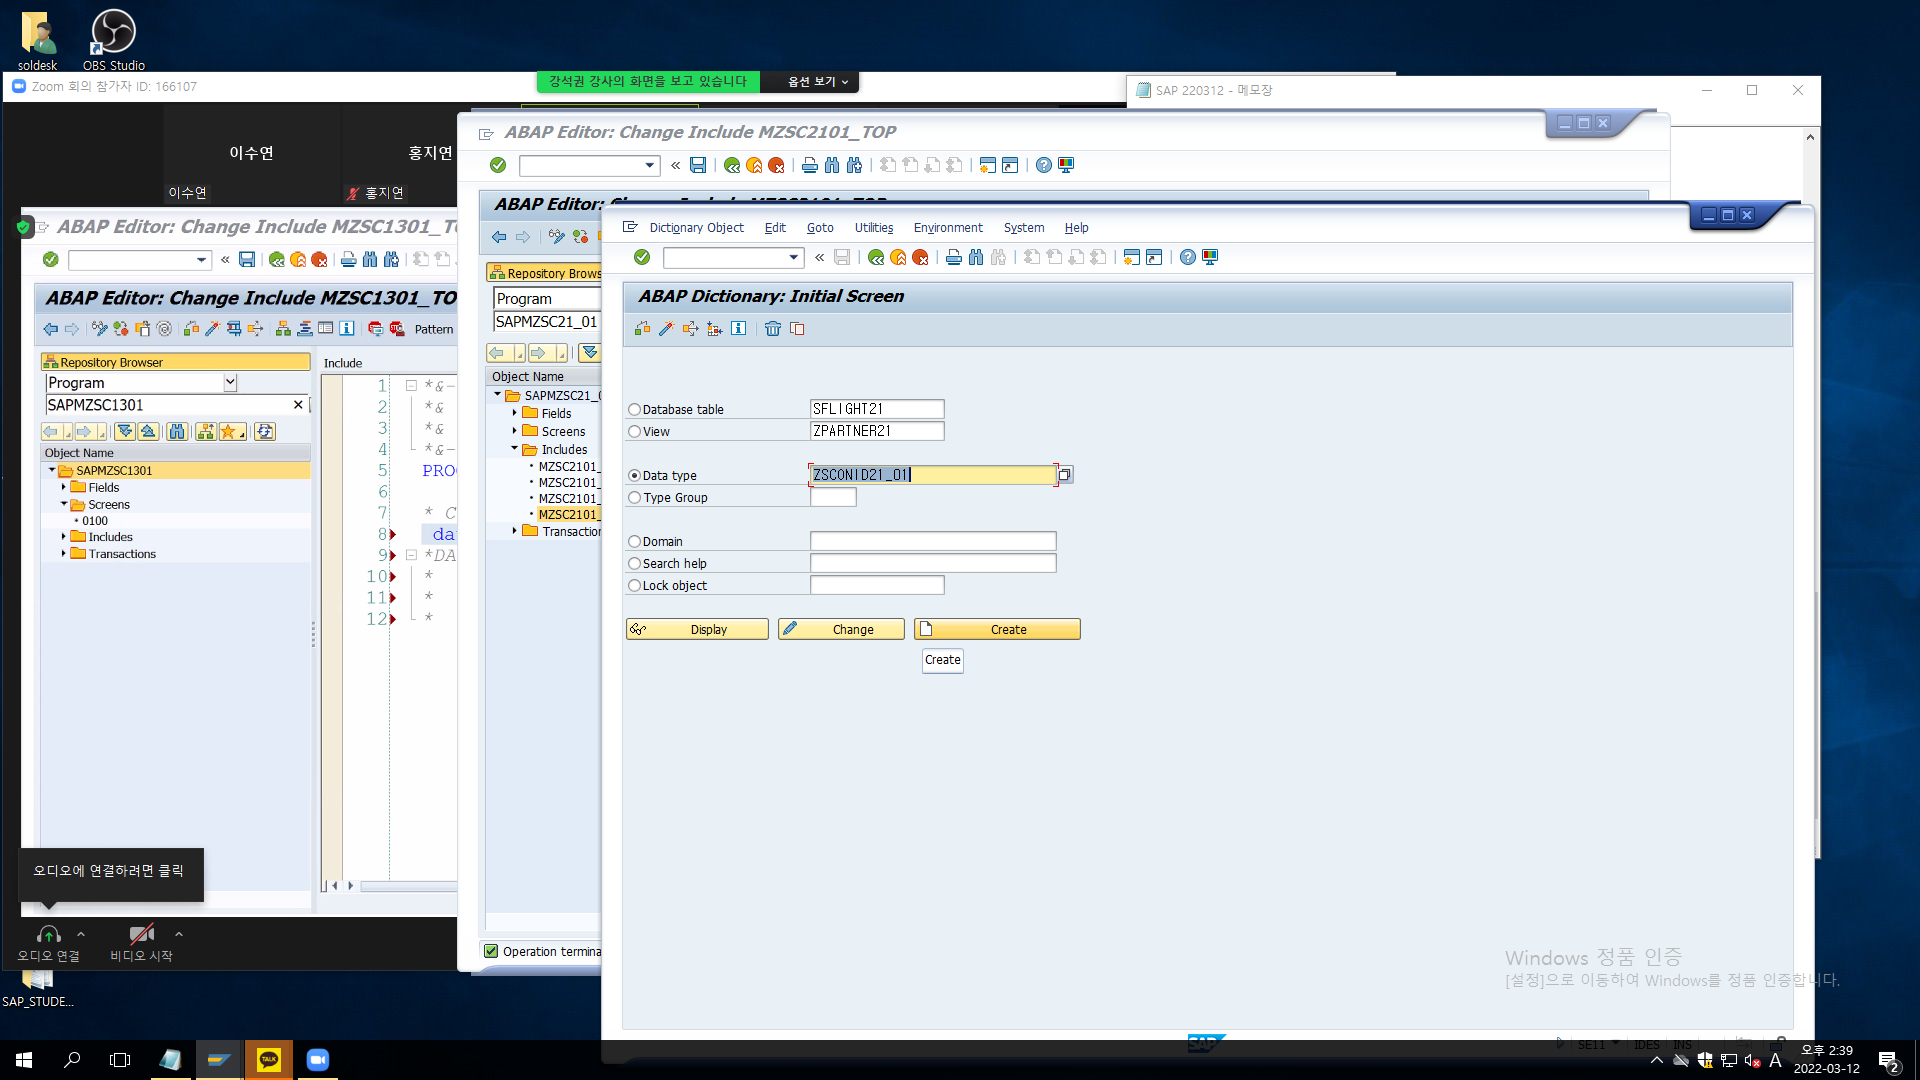 soldesk
OBS Studio
Zoom 회의 참가자 ID: 166107
강석권 강사의 화면을 보고 있습니다
옵션 보기
SAP 220312 - 메모장
이수연
홍지연
이수연
홍지연
ABAP Editor: Change Include MZSC2101_TOP
ABAP Editor: Change Include MZSC1301_T
ABAP Editor: Change Include MZSC1301_TO
Pattern
Repository Browser
Program
SAPMZSC1301
Object Name
SAPMZSC1301
Fields
Screens
0100
Includes
Transactions
Include
1 *&-
2 *&
3 *&
4 *&-
5 PROG
6
7 * C
8 da
9 *DA
10 *
11 *
12 *
ABAP Editor:
Repository Brows
Program
SAPMZSC21_01
Object Name
SAPMZSC21_0
Fields
Screens
Includes
MZSC2101_
MZSC2101_
MZSC2101_
MZSC2101_
Transaction
Operation termina
Dictionary Object Edit Goto Utilities Environment System Help
ABAP Dictionary: Initial Screen
Database table SFLIGHT21
View ZPARTNER21
Data type ZSCONID21_01
Type Group
Domain
Search help
Lock object
Display Change Create
Create
오디오에 연결하려면 클릭
오디오 연결
비디오 시작
SAP_STUDE...
Windows 정품 인증
[설정]으로 이동하여 Windows를 정품 인증합니다.
SAP
SE11
IDES
INS
TALK
A
오후 2:39
2022-03-12
2